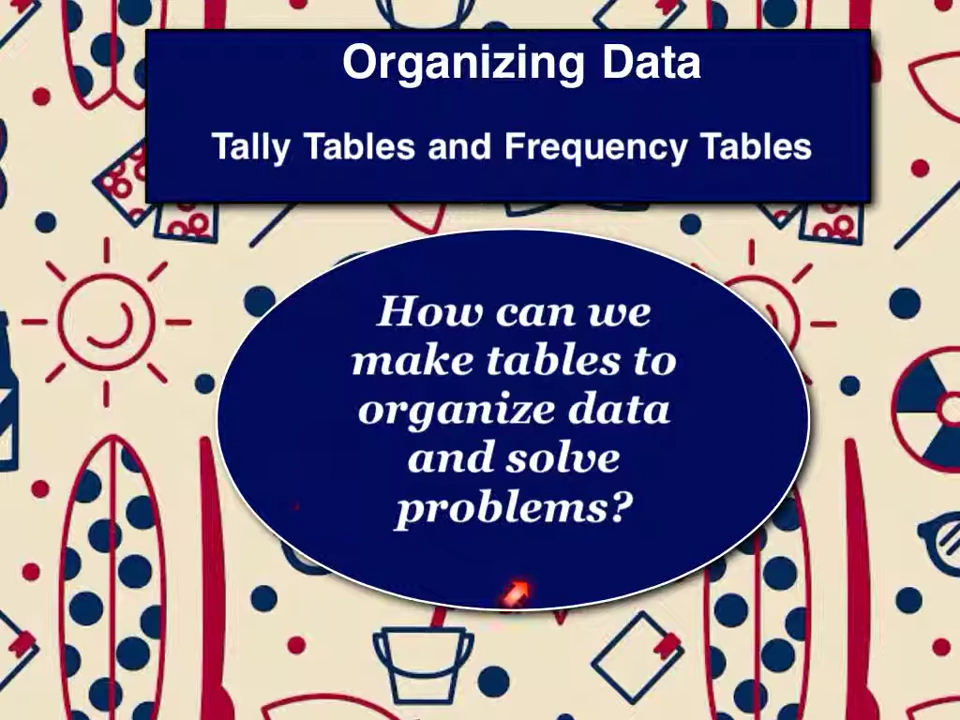 Organizing Data
Tally Tables and Frequency Tables
How can we
make tables to
organize data
and solve
problems?